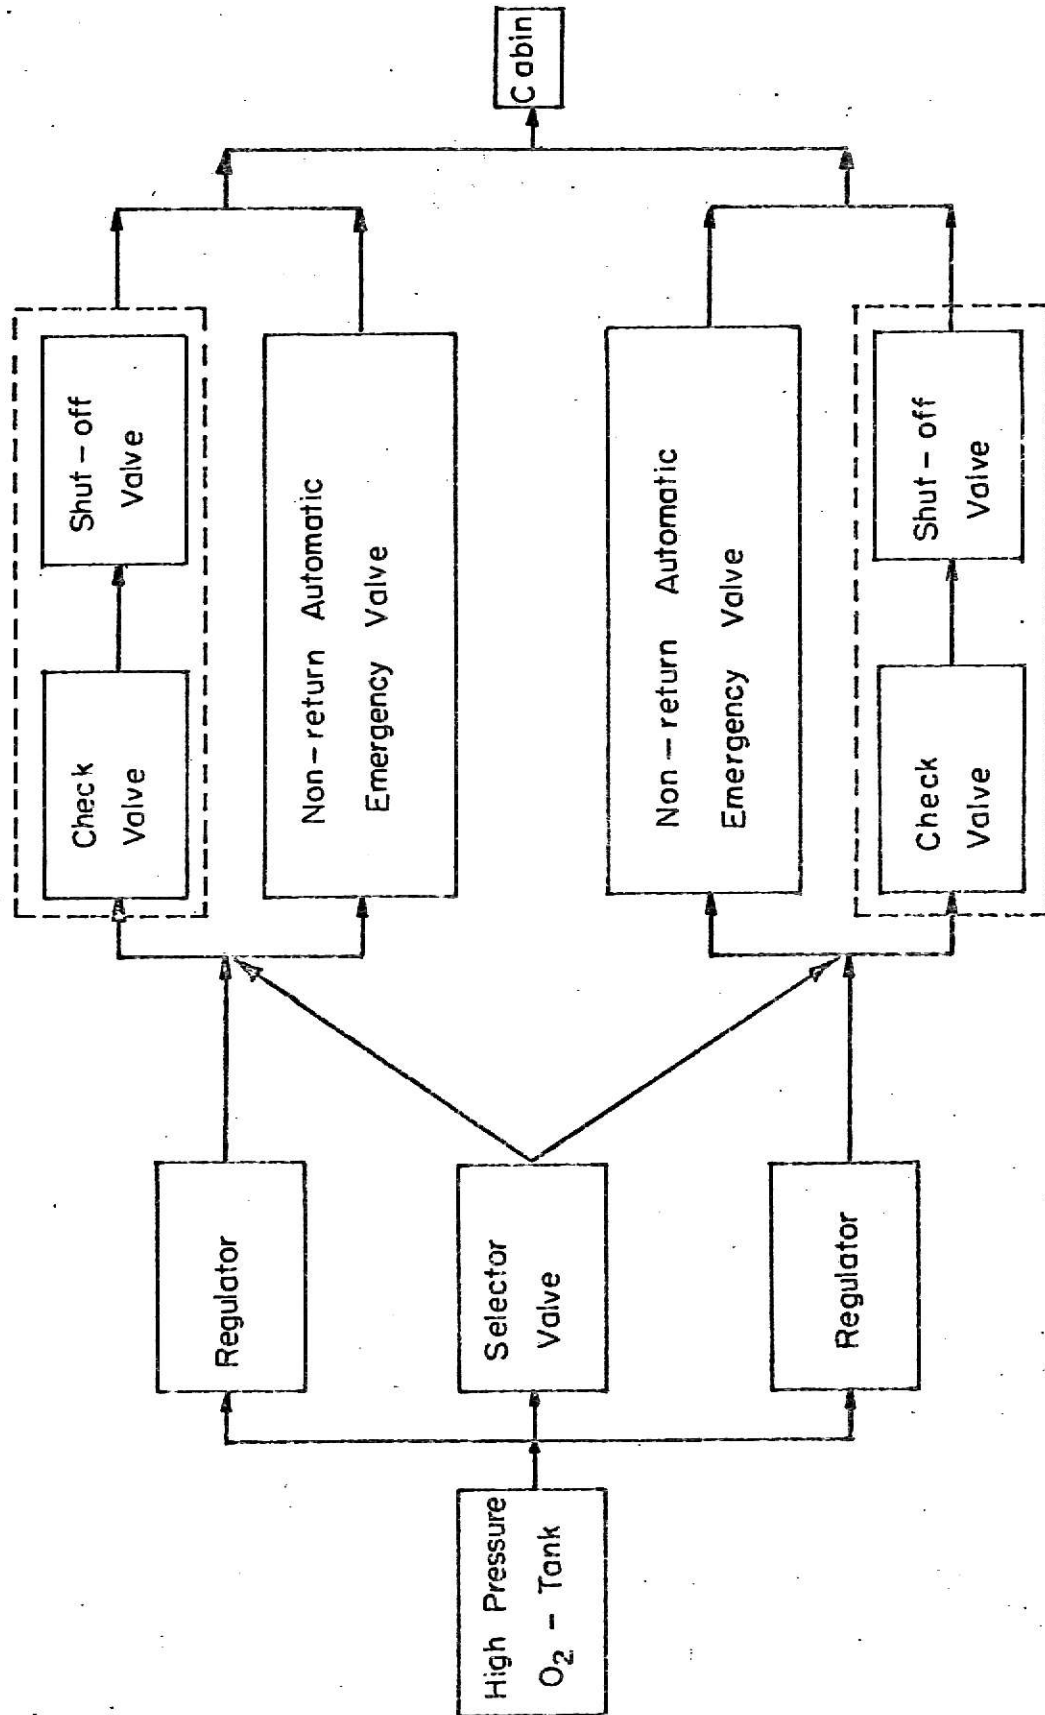 High Pressure
O₂ - Tank
Regulator
Selector
Valve
Regulator
Check
Valve
Shut-off
Valve
Non-return Automatic
Emergency Valve
Non-return Automatic
Emergency Valve
Check
Valve
Shut-off
Valve
Cabin